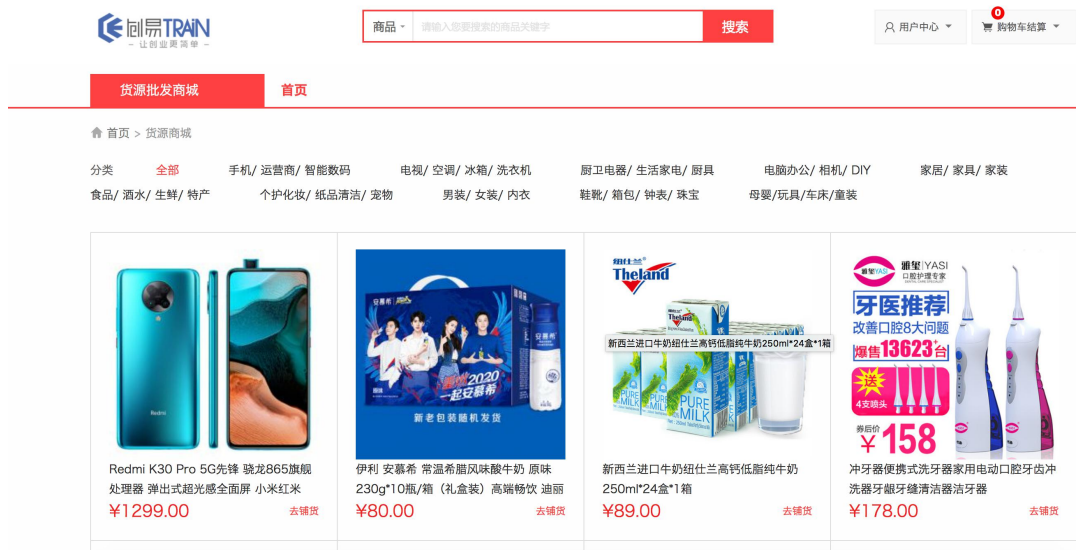 创易TRAIN
- 让创业更简单 -
商品
请输入您要搜索的商品关键字
搜索
用户中心
0
购物车结算
货源批发商城
首页
首页 > 货源商城
分类 全部 手机/ 运营商/ 智能数码 电视/ 空调/ 冰箱/ 洗衣机 厨卫电器/ 生活家电/ 厨具 电脑办公/ 相机/ DIY 家居/ 家具/ 家装
食品/ 酒水/ 生鲜/ 特产 个护化妆/ 纸品清洁/ 宠物 男装/ 女装/ 内衣 鞋靴/ 箱包/ 钟表/ 珠宝 母婴/玩具/车床/童装
Redmi
Redmi K30 Pro 5G先锋 骁龙865旗舰
处理器 弹出式超光感全面屏 小米红米
¥1299.00 去铺货
安慕希
安慕希
2020
一起安慕希
新老包装随机发货
伊利 安慕希 常温希腊风味酸牛奶 原味
230g*10瓶/箱（礼盒装）高端畅饮 迪丽
¥80.00 去铺货
纽仕兰
Theland
Theland
新西兰进口牛奶纽仕兰高钙低脂纯牛奶250ml*24盒*1箱
PURE
MILK
PURE
MILK
PURE
MILK
新西兰进口牛奶纽仕兰高钙低脂纯牛奶
250ml*24盒*1箱
¥89.00 去铺货
雅玺YASI
雅玺|YASI
口腔护理专家
牙医推荐
改善口腔8大问题
爆售13623+台
送
4支喷头
券后价
¥158
冲牙器便携式洗牙器家用电动口腔牙齿冲
洗器牙龈牙缝清洁器洁牙器
¥178.00 去铺货